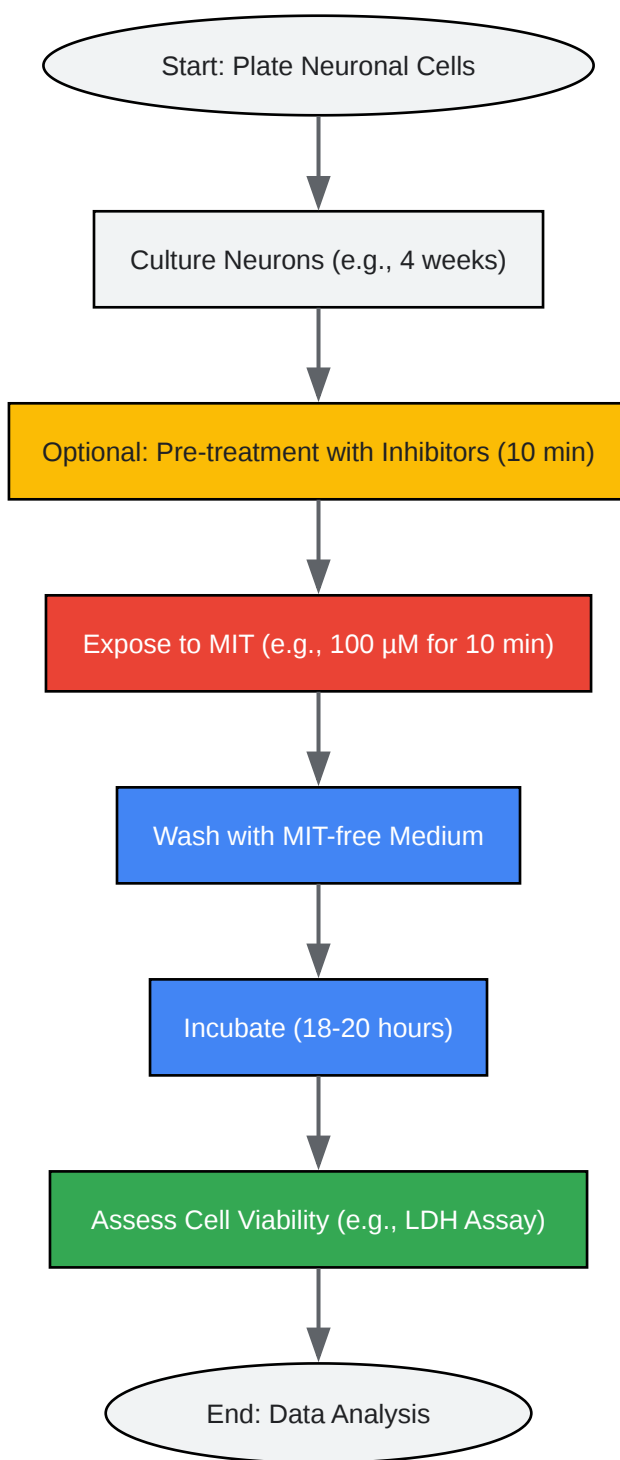 Start: Plate Neuronal Cells
Culture Neurons (e.g., 4 weeks)
Optional: Pre-treatment with Inhibitors (10 min)
Expose to MIT (e.g., 100 µM for 10 min)
Wash with MIT-free Medium
Incubate (18-20 hours)
Assess Cell Viability (e.g., LDH Assay)
End: Data Analysis